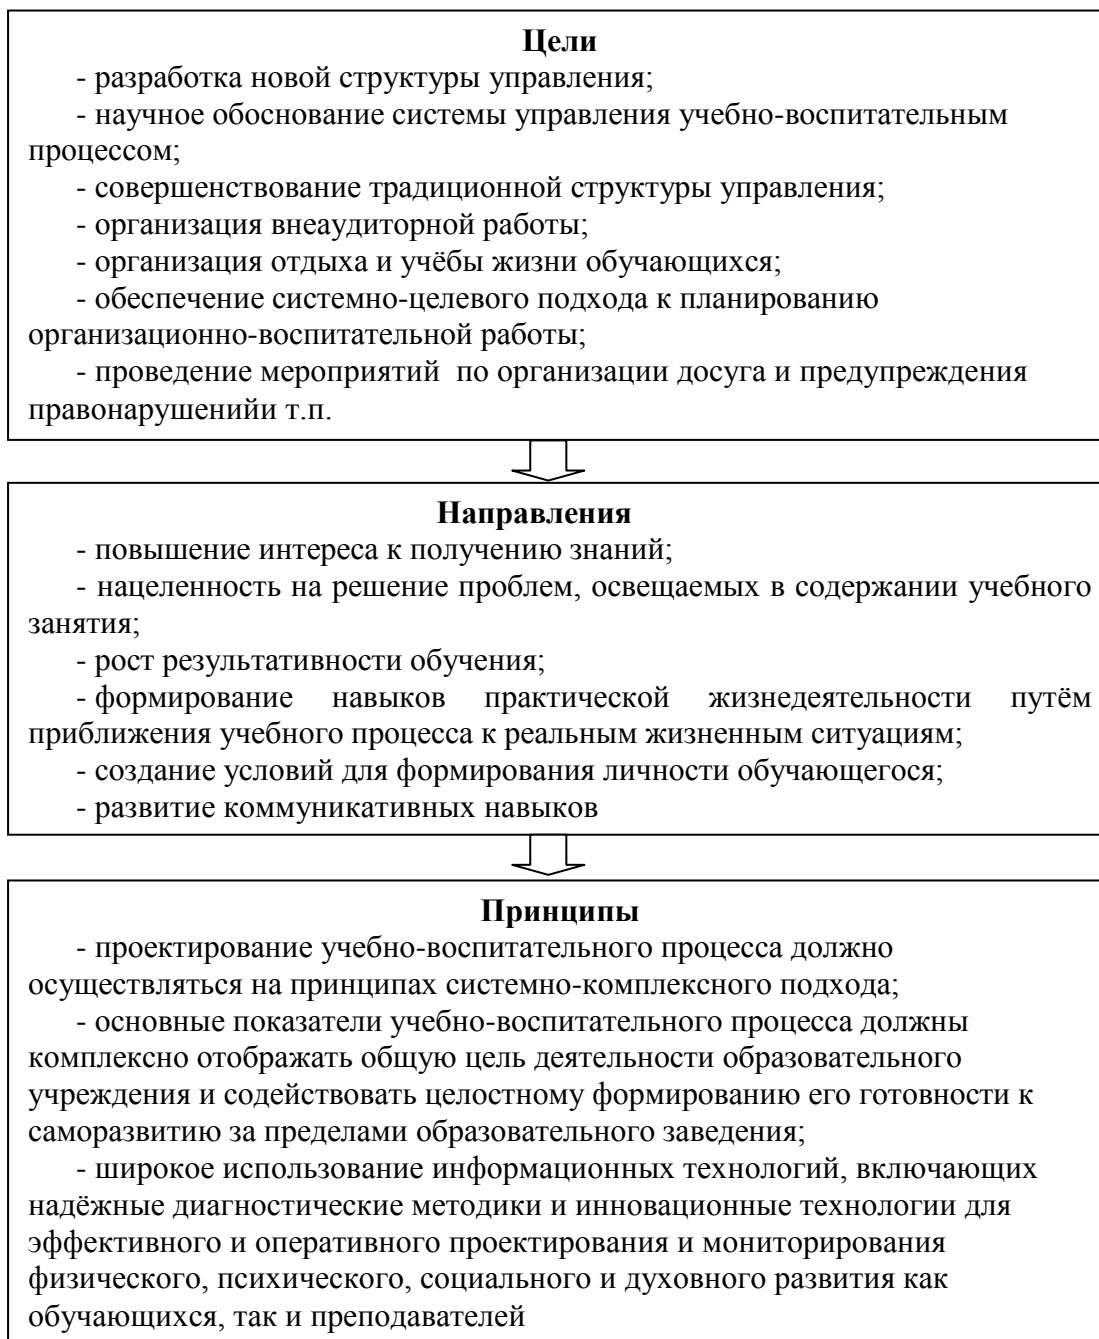 Цели
- разработка новой структуры управления;
- научное обоснование системы управления учебно-воспитательным
процессом;
- совершенствование традиционной структуры управления;
- организация внеаудиторной работы;
- организация отдыха и учёбы жизни обучающихся;
- обеспечение системно-целевого подхода к планированию
организационно-воспитательной работы;
- проведение мероприятий  по организации досуга и предупреждения
правонарушенийи т.п.
Направления
- повышение интереса к получению знаний;
- нацеленность на решение проблем, освещаемых в содержании учебного
занятия;
- рост результативности обучения;
- формирование навыков практической жизнедеятельности путём
приближения учебного процесса к реальным жизненным ситуациям;
- создание условий для формирования личности обучающегося;
- развитие коммуникативных навыков
Принципы
- проектирование учебно-воспитательного процесса должно
осуществляться на принципах системно-комплексного подхода;
- основные показатели учебно-воспитательного процесса должны
комплексно отображать общую цель деятельности образовательного
учреждения и содействовать целостному формированию его готовности к
саморазвитию за пределами образовательного заведения;
- широкое использование информационных технологий, включающих
надёжные диагностические методики и инновационные технологии для
эффективного и оперативного проектирования и мониторирования
физического, психического, социального и духовного развития как
обучающихся, так и преподавателей